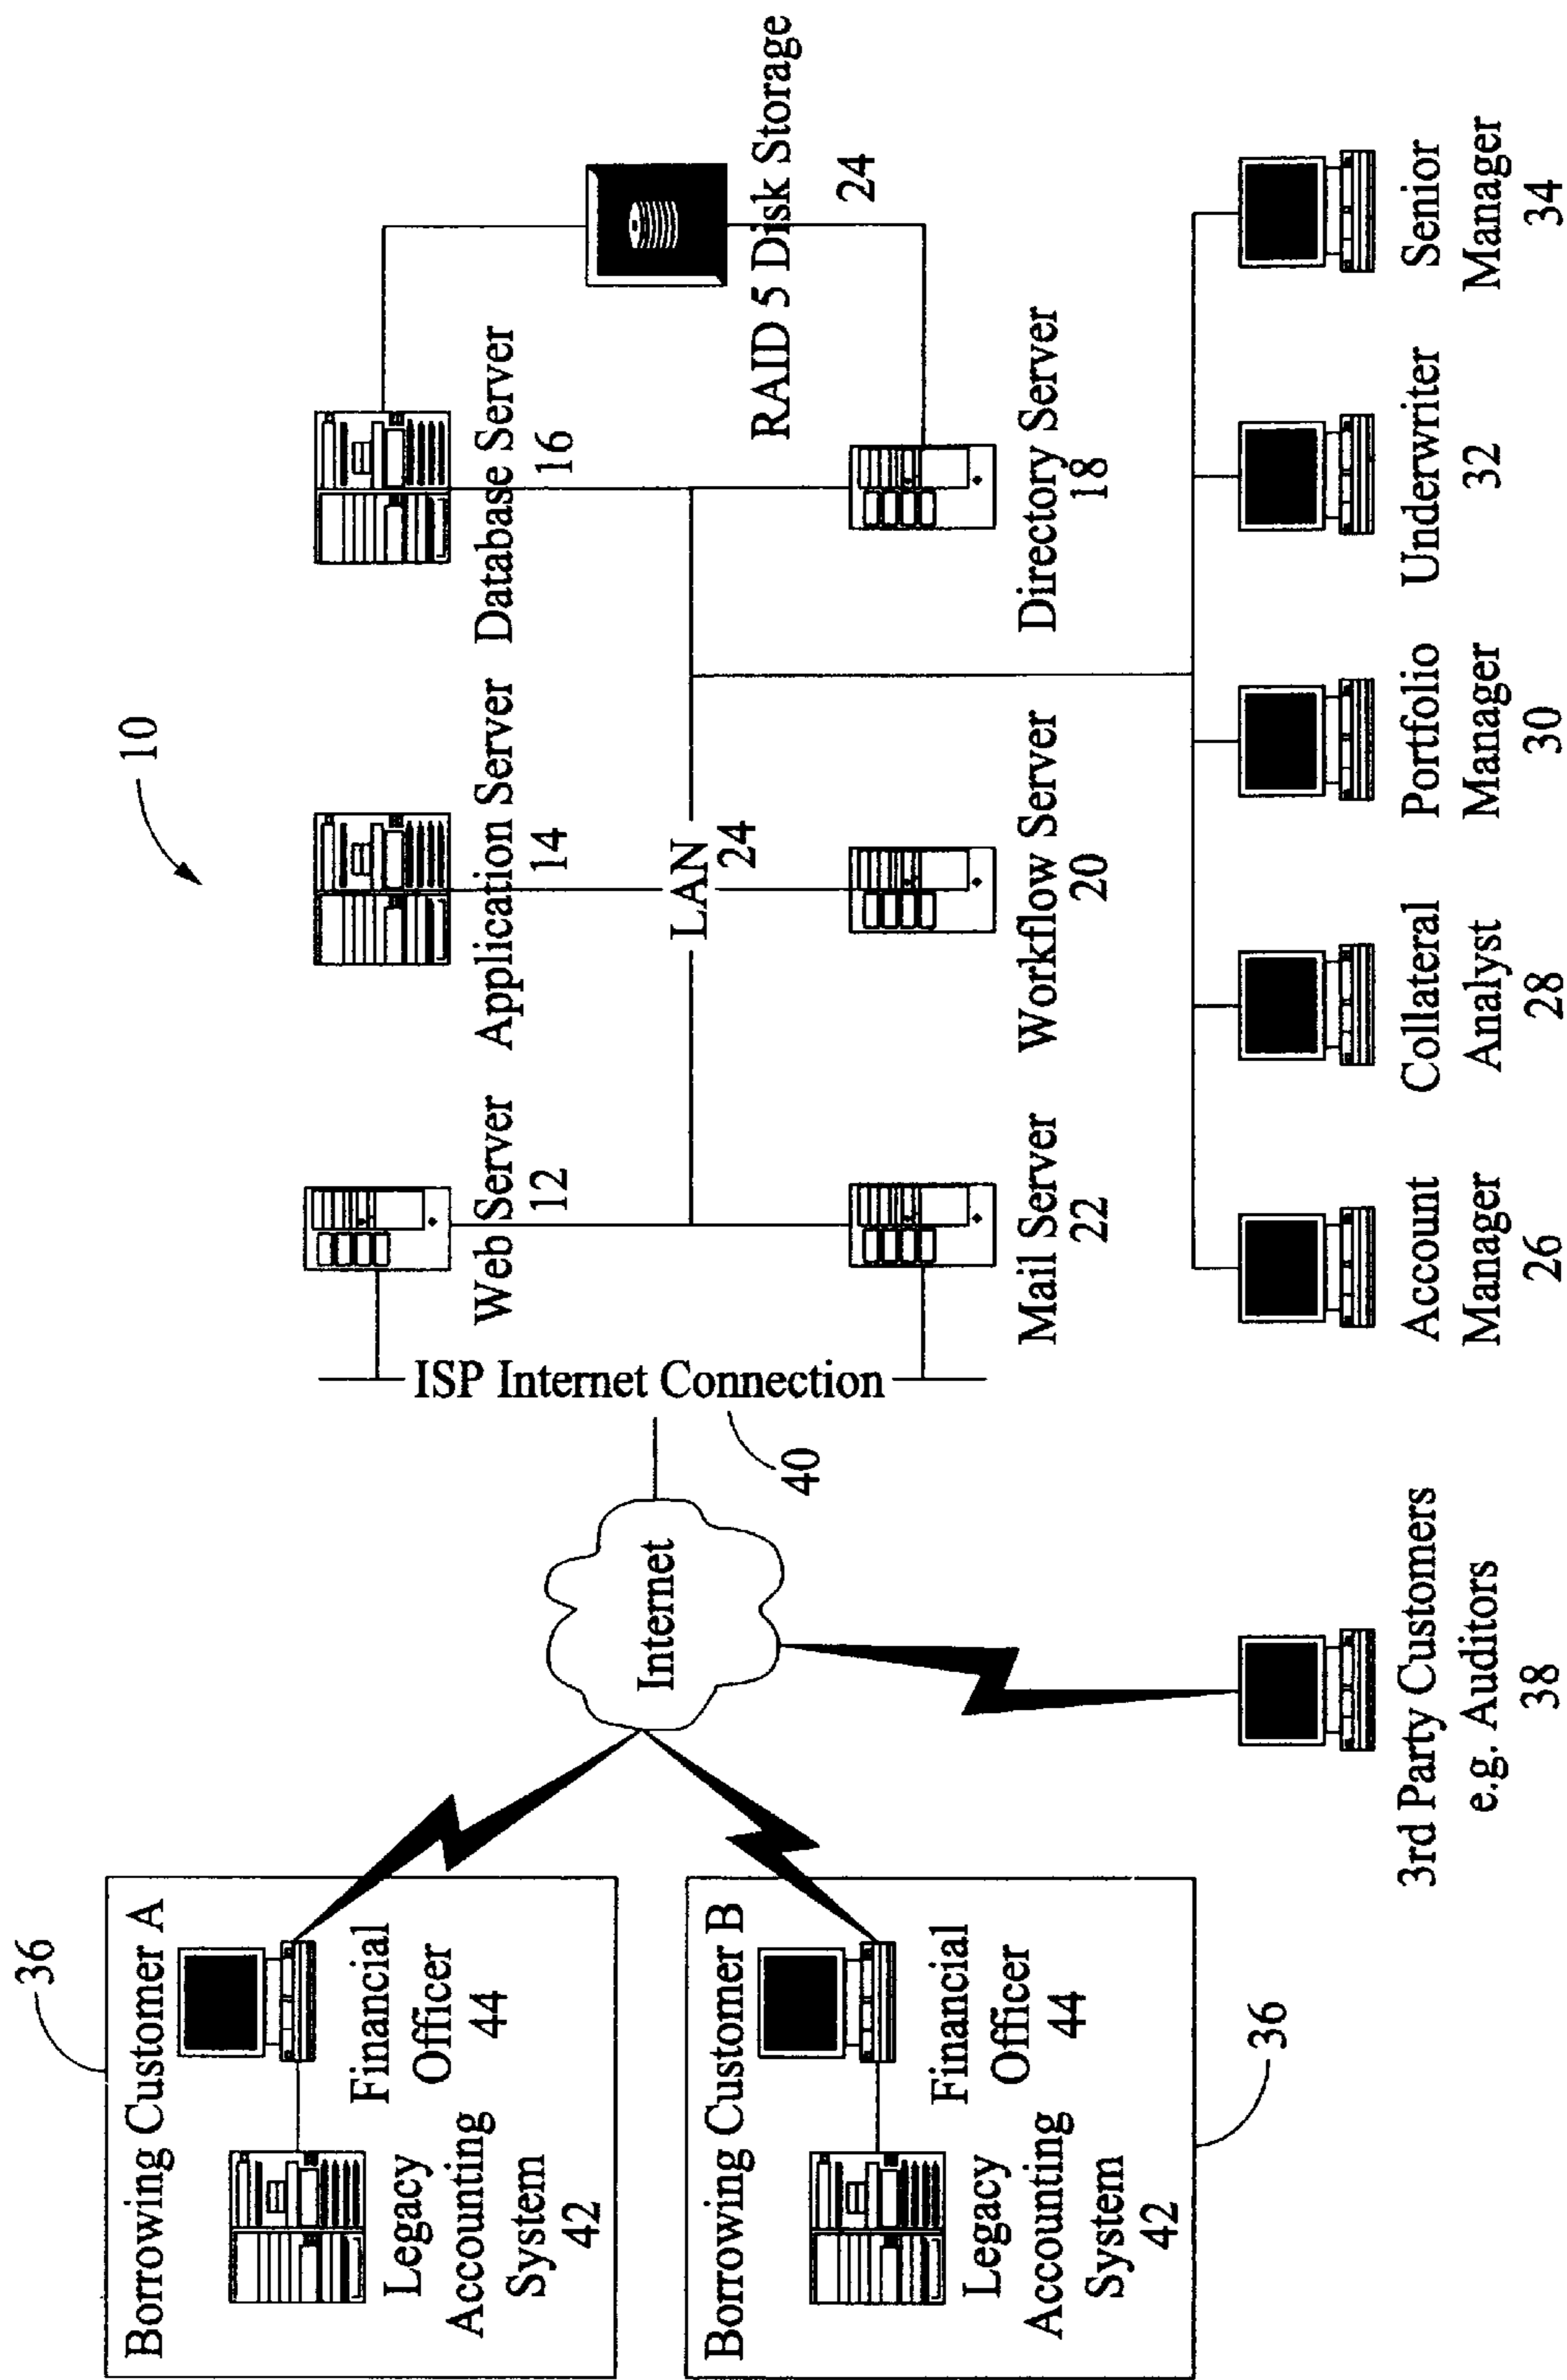 10
36
Borrowing Customer A
Legacy
Accounting
System
42
Financial
Officer
44
Borrowing Customer B
Legacy
Accounting
System
42
Financial
Officer
44
36
Internet
3rd Party Customers
e.g. Auditors
38
ISP Internet Connection
40
Web Server
12
Application Server
14
Database Server
16
RAID 5 Disk Storage
24
LAN
24
Mail Server
22
Workflow Server
20
Directory Server
18
Account
Manager
26
Collateral
Analyst
28
Portfolio
Manager
30
Underwriter
32
Senior
Manager
34